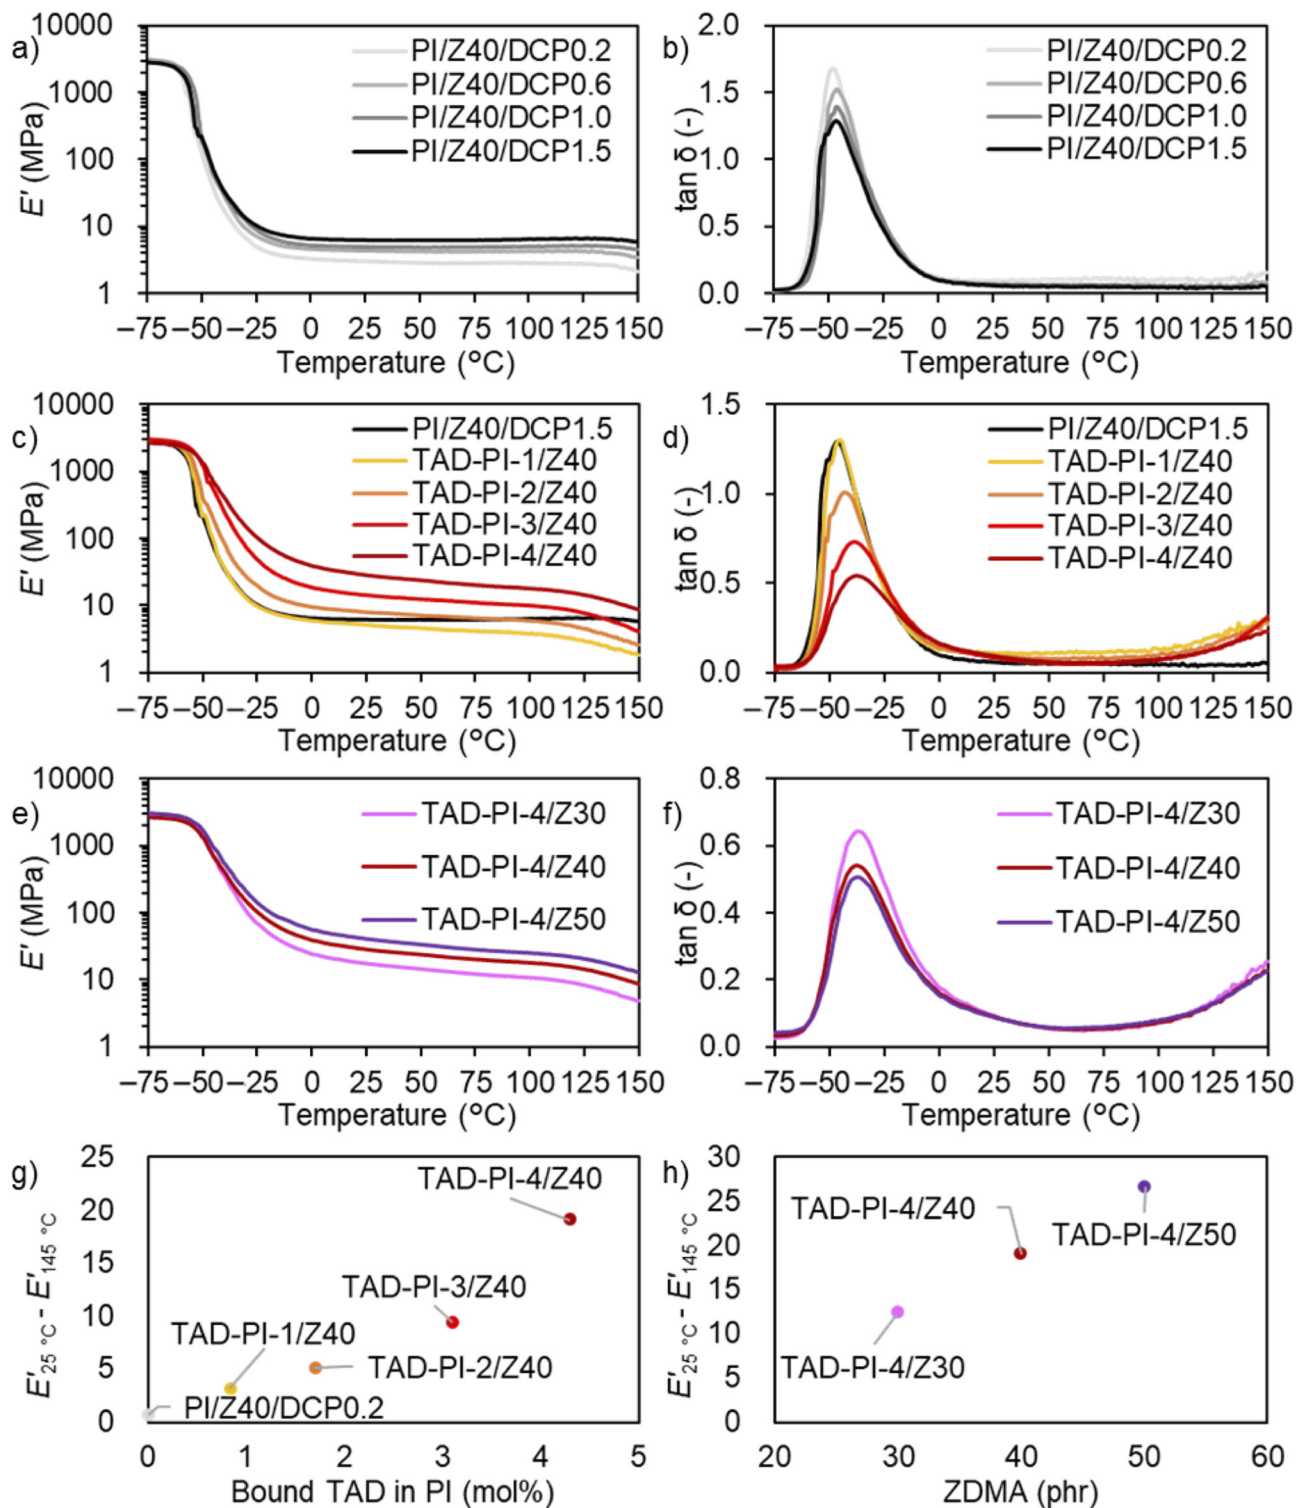 a)
10000
1000
100
10
1
E′ (MPa)
PI/Z40/DCP0.2
PI/Z40/DCP0.6
PI/Z40/DCP1.0
PI/Z40/DCP1.5
–75 –50 –25 0 25 50 75 100 125 150
Temperature (°C)
b)
2.0
1.5
1.0
0.5
0.0
tan δ (-)
PI/Z40/DCP0.2
PI/Z40/DCP0.6
PI/Z40/DCP1.0
PI/Z40/DCP1.5
–75 –50 –25 0 25 50 75 100 125 150
Temperature (°C)
c)
10000
1000
100
10
1
E′ (MPa)
PI/Z40/DCP1.5
TAD-PI-1/Z40
TAD-PI-2/Z40
TAD-PI-3/Z40
TAD-PI-4/Z40
–75 –50 –25 0 25 50 75 100 125 150
Temperature (°C)
d)
1.5
1.0
0.5
0.0
tan δ (-)
PI/Z40/DCP1.5
TAD-PI-1/Z40
TAD-PI-2/Z40
TAD-PI-3/Z40
TAD-PI-4/Z40
–75 –50 –25 0 25 50 75 100 125 150
Temperature (°C)
e)
10000
1000
100
10
1
E′ (MPa)
TAD-PI-4/Z30
TAD-PI-4/Z40
TAD-PI-4/Z50
–75 –50 –25 0 25 50 75 100 125 150
Temperature (°C)
f)
0.8
0.6
0.4
0.2
0.0
tan δ (-)
TAD-PI-4/Z30
TAD-PI-4/Z40
TAD-PI-4/Z50
–75 –50 –25 0 25 50 75 100 125 150
Temperature (°C)
g)
25
20
15
10
5
0
E′25 °C - E′145 °C
TAD-PI-4/Z40
TAD-PI-3/Z40
TAD-PI-1/Z40
TAD-PI-2/Z40
PI/Z40/DCP0.2
0 1 2 3 4 5
Bound TAD in PI (mol%)
h)
30
25
20
15
10
5
0
E′25 °C - E′145 °C
TAD-PI-4/Z40
TAD-PI-4/Z50
TAD-PI-4/Z30
20 30 40 50 60
ZDMA (phr)